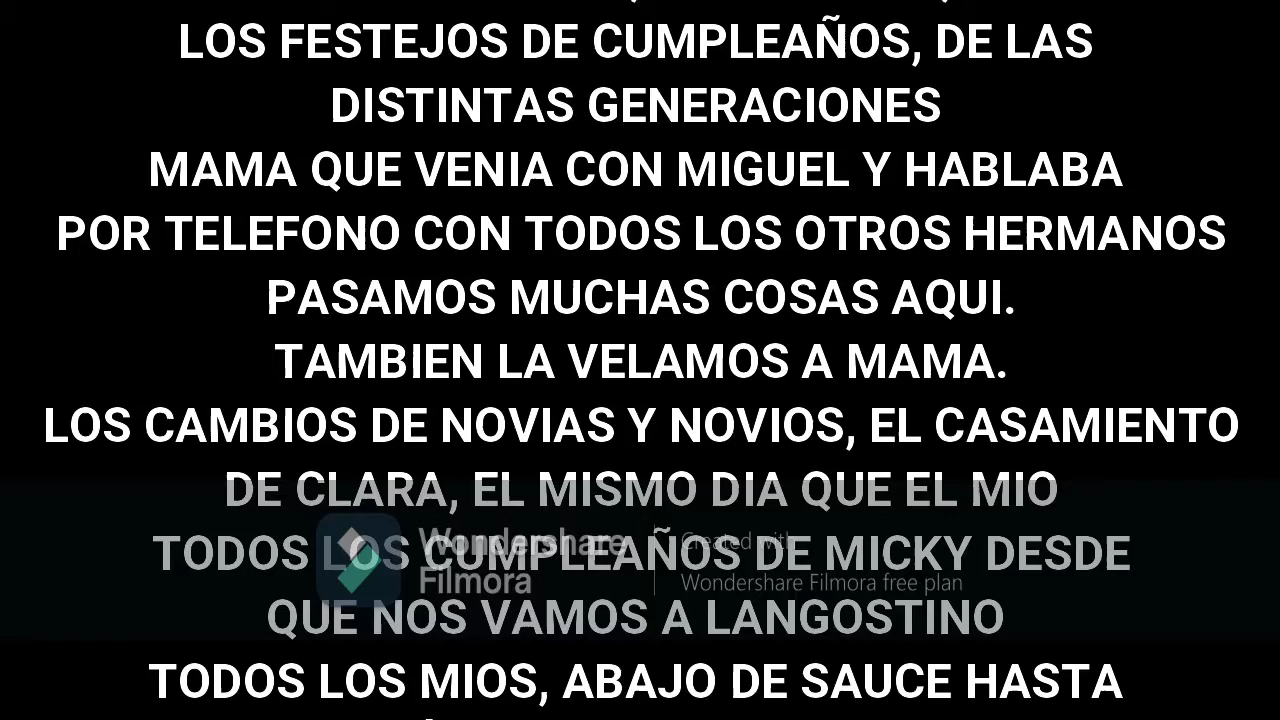 LOS FESTEJOS DE CUMPLEAÑOS, DE LAS
DISTINTAS GENERACIONES
MAMA QUE VENIA CON MIGUEL Y HABLABA
POR TELEFONO CON TODOS LOS OTROS HERMANOS
PASAMOS MUCHAS COSAS AQUI.
TAMBIEN LA VELAMOS A MAMA.
LOS CAMBIOS DE NOVIAS Y NOVIOS, EL CASAMIENTO
DE CLARA, EL MISMO DIA QUE EL MIO
TODOS LOS CUMPLEAÑOS DE MICKY DESDE
QUE NOS VAMOS A LANGOSTINO
TODOS LOS MIOS, ABAJO DE SAUCE HASTA
Wondershare
Filmora
Created with
Wondershare Filmora free plan